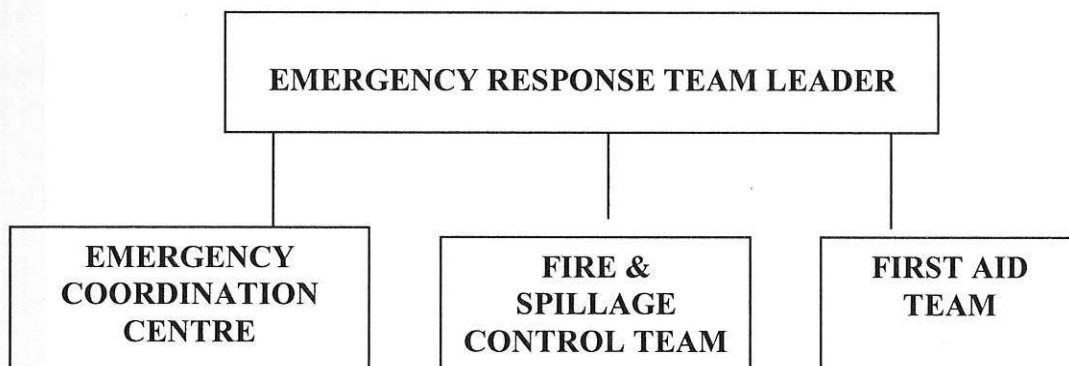 EMERGENCY RESPONSE TEAM LEADER
EMERGENCY
COORDINATION
CENTRE
FIRE &
SPILLAGE
CONTROL TEAM
FIRST AID
TEAM